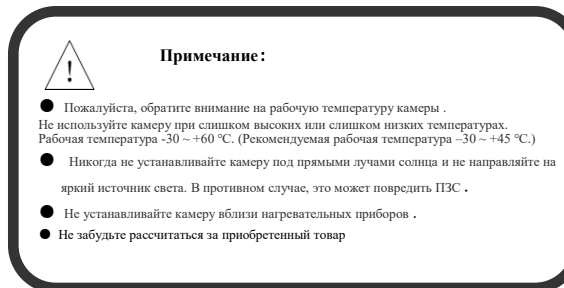 !
Примечание:
● Пожалуйста, обратите внимание на рабочую температуру камеры .
Не используйте камеру при слишком высоких или слишком низких температурах.
Рабочая температура -30 ~ +60 ℃. (Рекомендуемая рабочая температура –30 ~ +45 ℃.)
● Никогда не устанавливайте камеру под прямыми лучами солнца и не направляйте на
яркий источник света. В противном случае, это может повредить ПЗС .
● Не устанавливайте камеру вблизи нагревательных приборов .
● Не забудьте рассчитаться за приобретенный товар